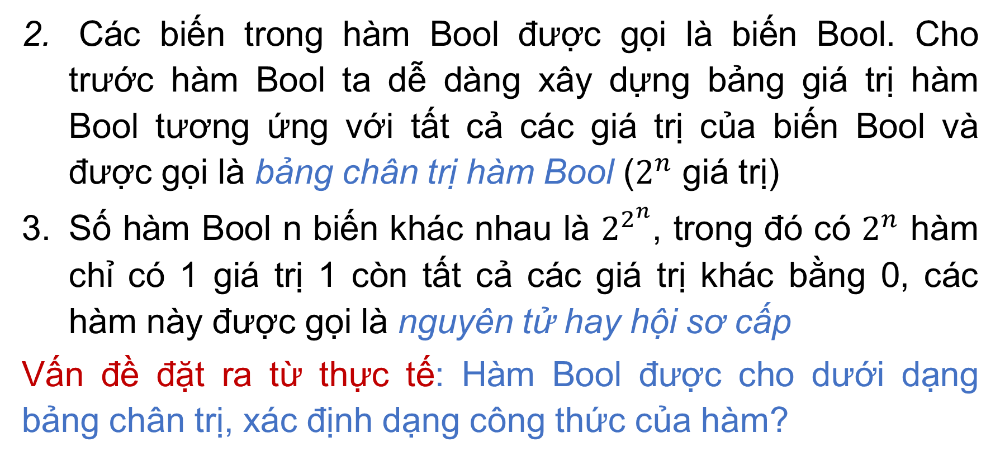 2. Các biến trong hàm Bool được gọi là biến Bool. Cho
trước hàm Bool ta dễ dàng xây dựng bảng giá trị hàm
Bool tương ứng với tất cả các giá trị của biến Bool và
được gọi là bảng chân trị hàm Bool (2ⁿ giá trị)
3. Số hàm Bool n biến khác nhau là 2^{2^n}, trong đó có 2ⁿ hàm
chỉ có 1 giá trị 1 còn tất cả các giá trị khác bằng 0, các
hàm này được gọi là nguyên tử hay hội sơ cấp
Vấn đề đặt ra từ thực tế: Hàm Bool được cho dưới dạng
bảng chân trị, xác định dạng công thức của hàm?